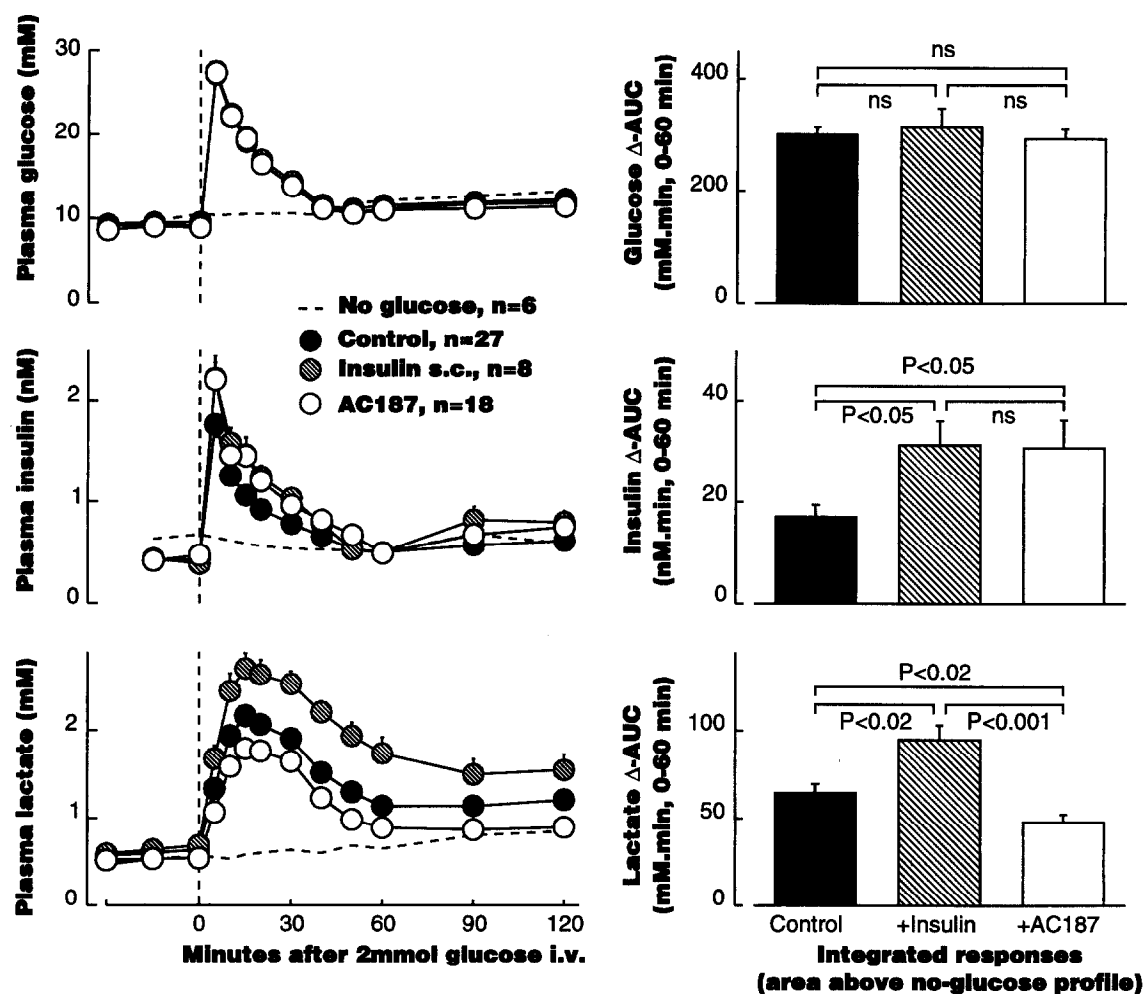 Plasma glucose (mM)
30
20
10
0
Glucose Δ-AUC
(mM.min, 0-60 min)
400
200
0
ns
ns
ns
-- No glucose, n=6
Control, n=27
Insulin s.c., n=8
AC187, n=18
Plasma insulin (nM)
2
1
0
Insulin Δ-AUC
(nM.min, 0-60 min)
40
20
0
P<0.05
P<0.05
ns
Plasma lactate (mM)
2
1
0
0
30
60
90
120
Minutes after 2mmol glucose i.v.
Lactate Δ-AUC
(mM.min, 0-60 min)
100
50
0
P<0.02
P<0.02
P<0.001
Control
+Insulin
+AC187
Integrated responses
(area above no-glucose profile)